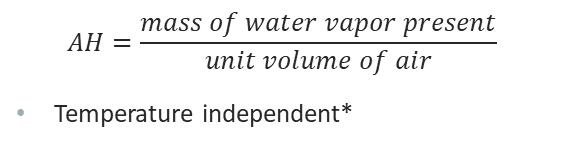 AH = mass of water vapor present / unit volume of air
• Temperature independent*